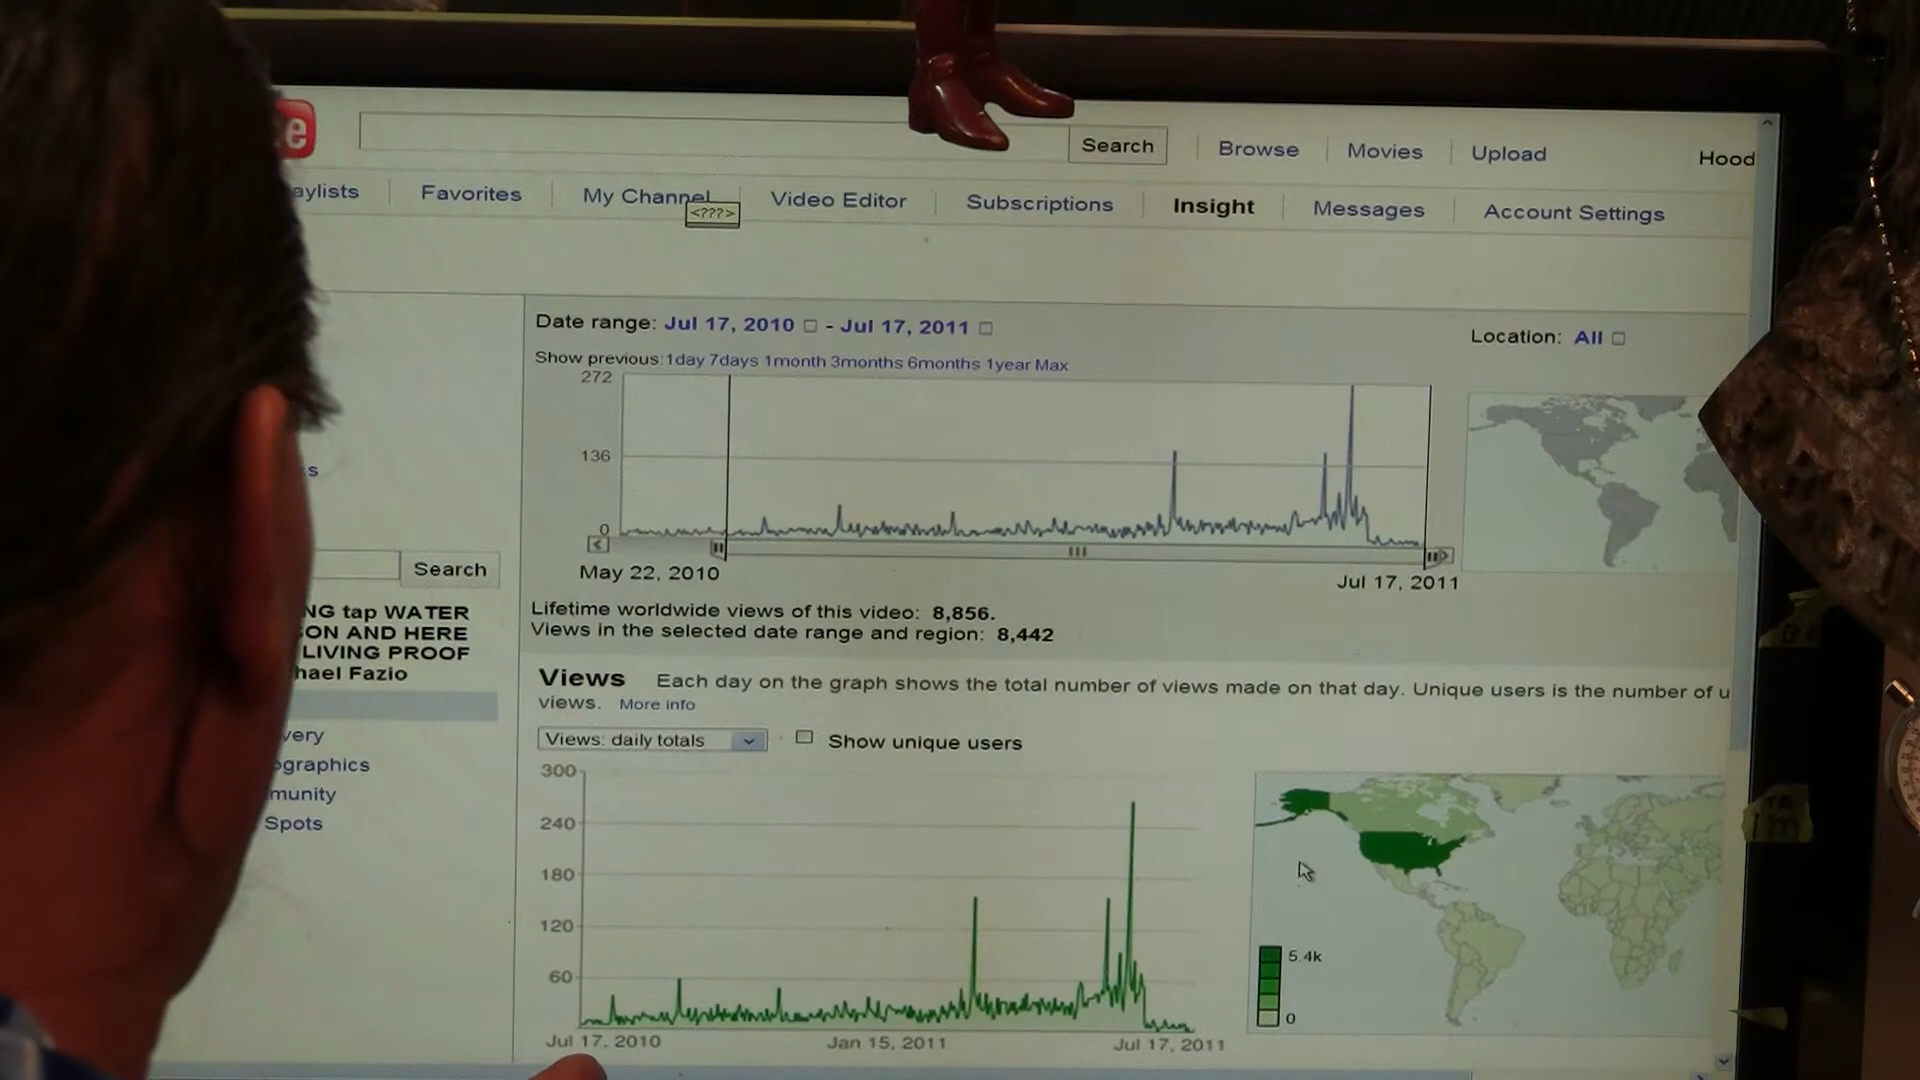 e
Search
Browse
Movies
Upload
Hood
aylists
Favorites
My Channel
Video Editor
Subscriptions
Insight
Messages
Account Settings
<???>
Date range: Jul 17, 2010 - Jul 17, 2011
Location: All
Show previous: 1day 7days 1month 3months 6months 1year Max
272
136
0
May 22, 2010
Jul 17, 2011
s
Search
NG tap WATER
SON AND HERE
LIVING PROOF
hael Fazio
very
ographics
munity
Spots
Lifetime worldwide views of this video: 8,856.
Views in the selected date range and region: 8,442
Views Each day on the graph shows the total number of views made on that day. Unique users is the number of u
views. More info
Views: daily totals
Show unique users
300
240
180
120
60
Jul 17, 2010
Jan 15, 2011
Jul 17, 2011
5.4k
0